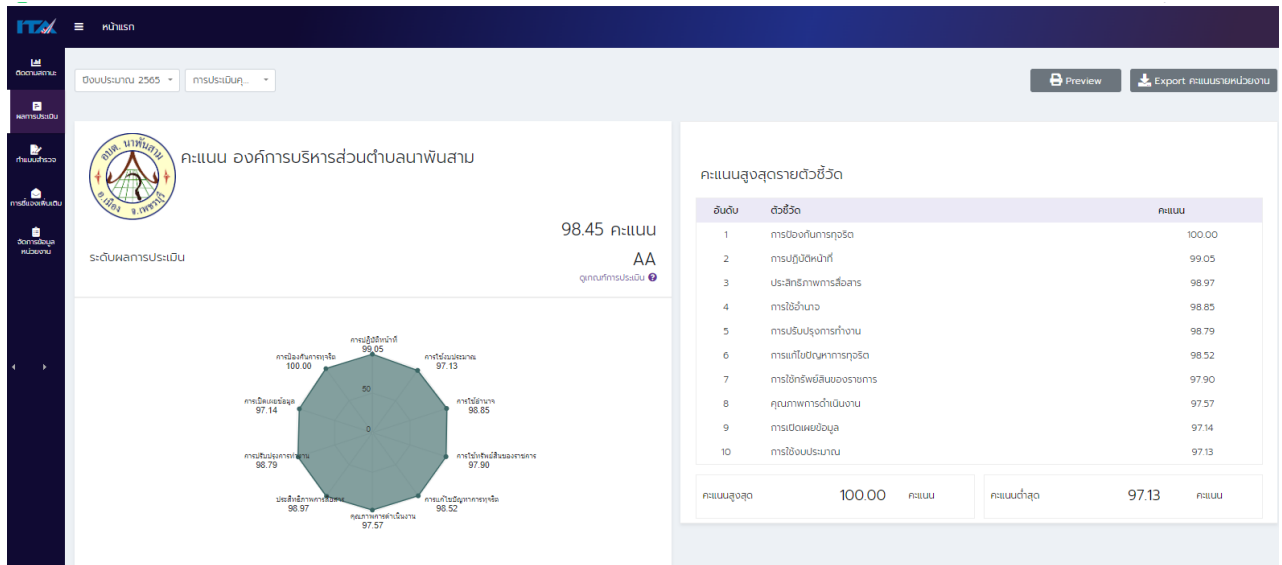 ITA
หน้าแรก
ติดตามสถานะ
ผลการประเมิน
ทำแบบสำรวจ
การชี้แจงเพิ่มเติม
จัดการข้อมูล
หน่วยงาน
ปีงบประมาณ 2565
การประเมินคุ...
Preview
Export คะแนนรายหน่วยงาน
อบต. นาพันสาม
อ.เมือง จ.เพชรบุรี
คะแนน องค์การบริหารส่วนตำบลนาพันสาม
98.45 คะแนน
ระดับผลการประเมิน
AA
ดูเกณฑ์การประเมิน
การปฏิบัติหน้าที่
99.05
การใช้งบประมาณ
97.13
การใช้อำนาจ
98.85
การใช้ทรัพย์สินของราชการ
97.90
การแก้ไขปัญหาการทุจริต
98.52
คุณภาพการดำเนินงาน
97.57
ประสิทธิภาพการสื่อสาร
98.97
การปรับปรุงการทำงาน
98.79
การเปิดเผยข้อมูล
97.14
การป้องกันการทุจริต
100.00
50
0
คะแนนสูงสุดรายตัวชี้วัด
อันดับ ตัวชี้วัด คะแนน
1 การป้องกันการทุจริต 100.00
2 การปฏิบัติหน้าที่ 99.05
3 ประสิทธิภาพการสื่อสาร 98.97
4 การใช้อำนาจ 98.85
5 การปรับปรุงการทำงาน 98.79
6 การแก้ไขปัญหาการทุจริต 98.52
7 การใช้ทรัพย์สินของราชการ 97.90
8 คุณภาพการดำเนินงาน 97.57
9 การเปิดเผยข้อมูล 97.14
10 การใช้งบประมาณ 97.13
คะแนนสูงสุด 100.00 คะแนน
คะแนนต่ำสุด 97.13 คะแนน